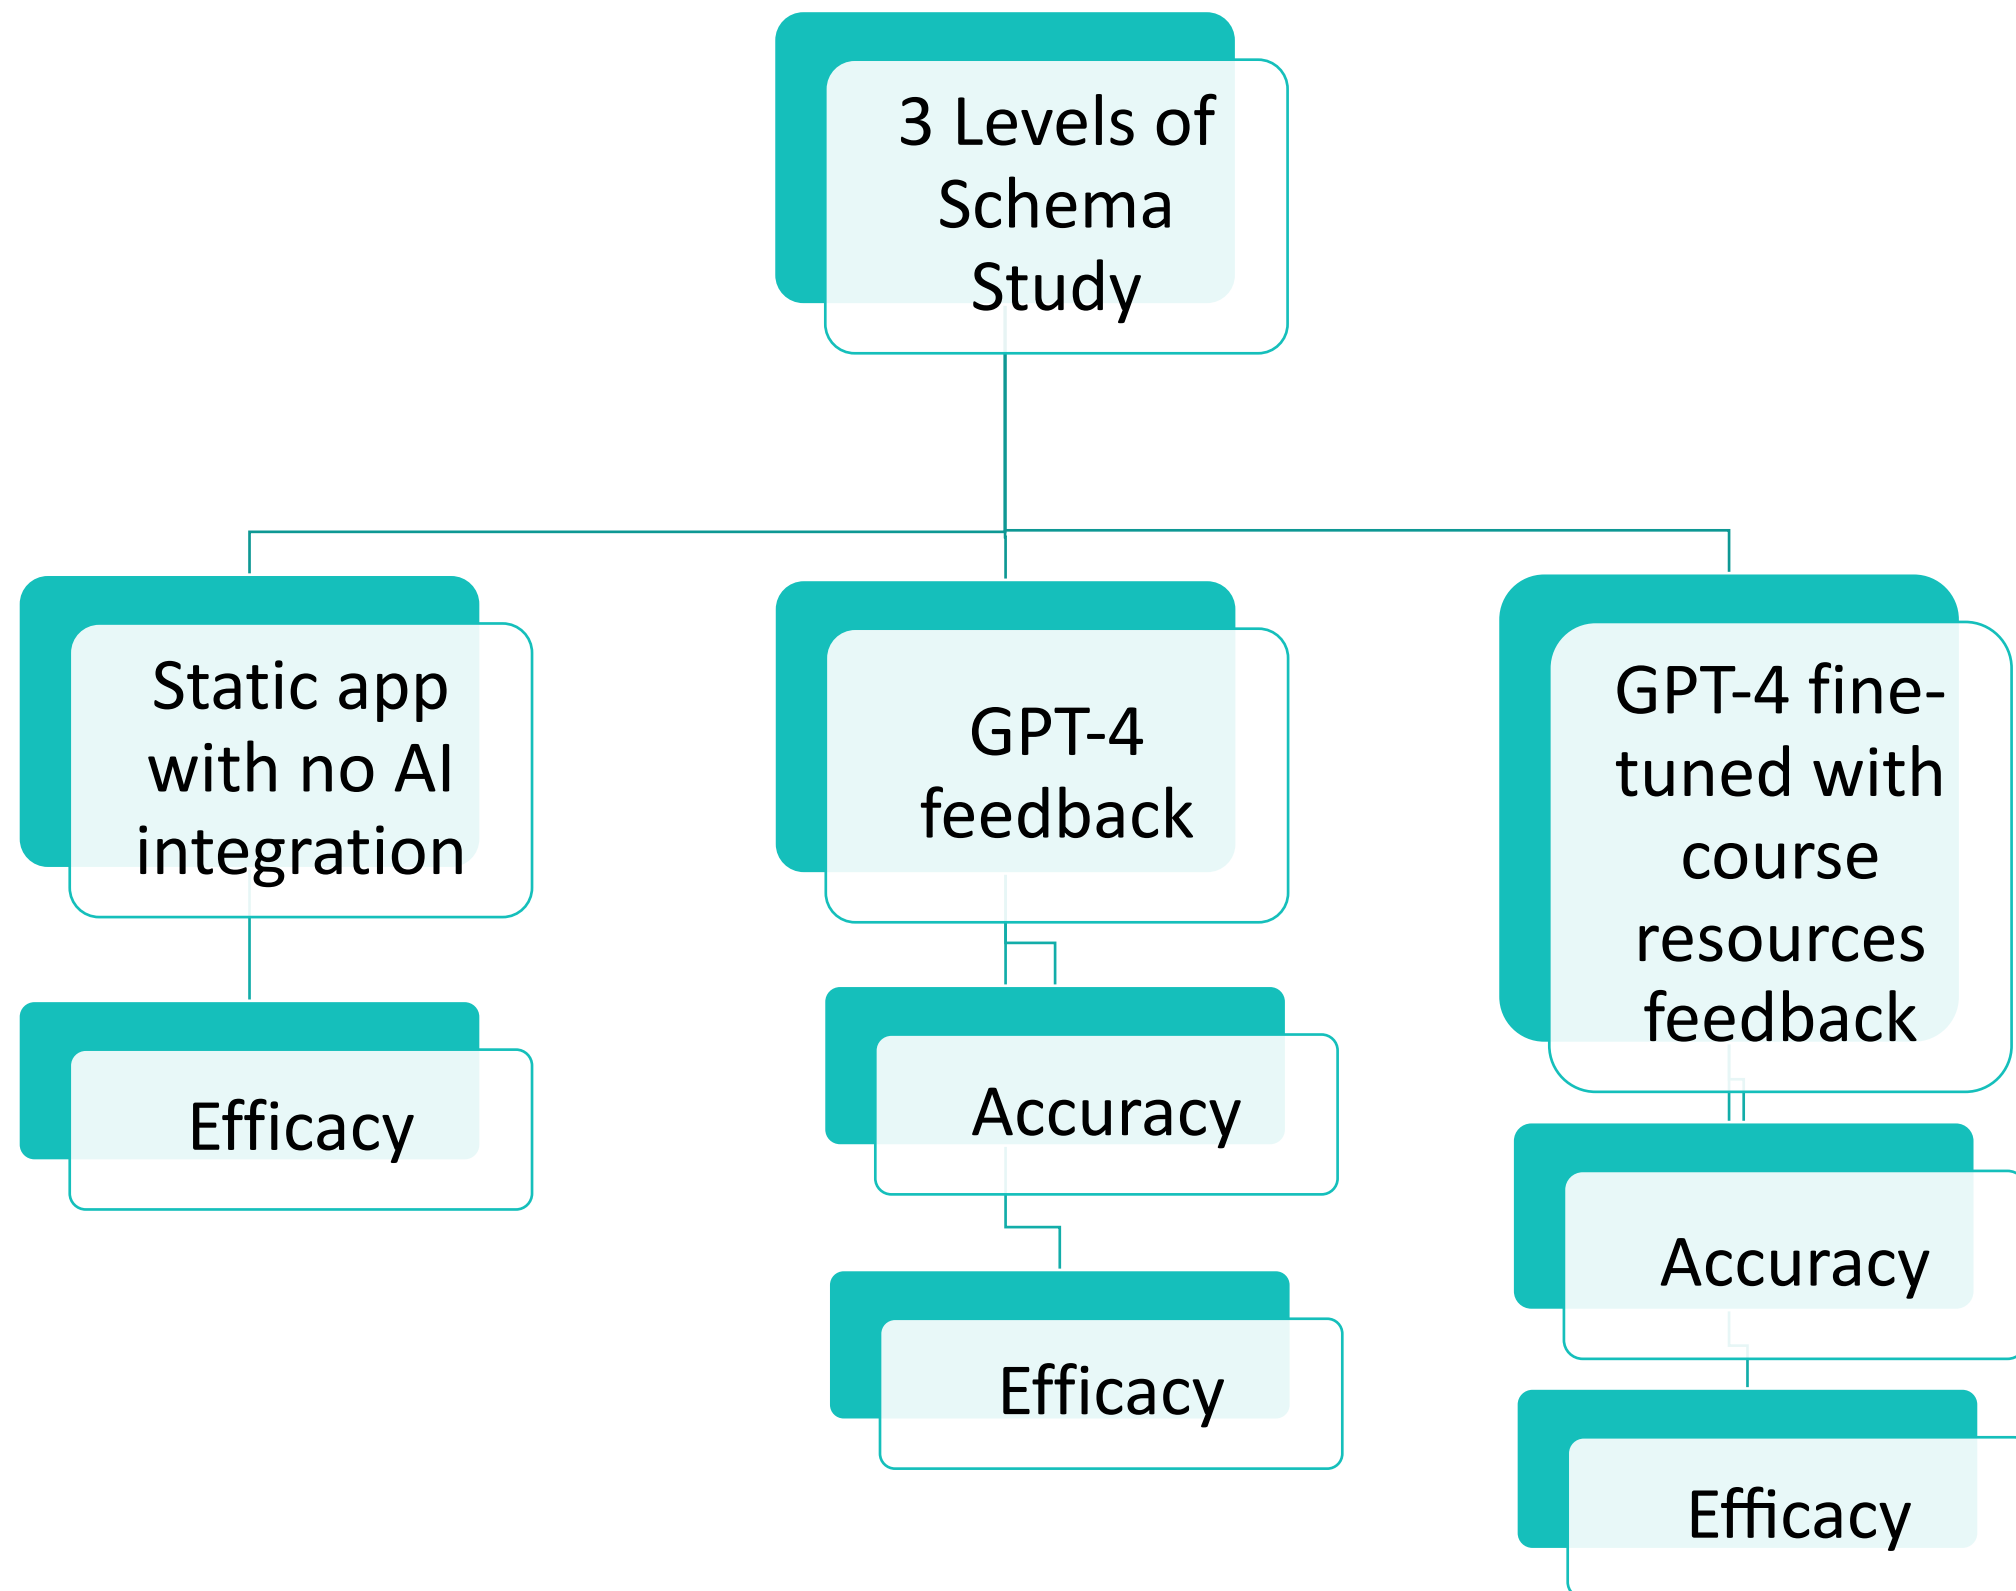 3 Levels of
Schema
Study
Static app
with no AI
integration
Efficacy
GPT-4
feedback
Accuracy
Efficacy
GPT-4 fine-
tuned with
course
resources
feedback
Accuracy
Efficacy